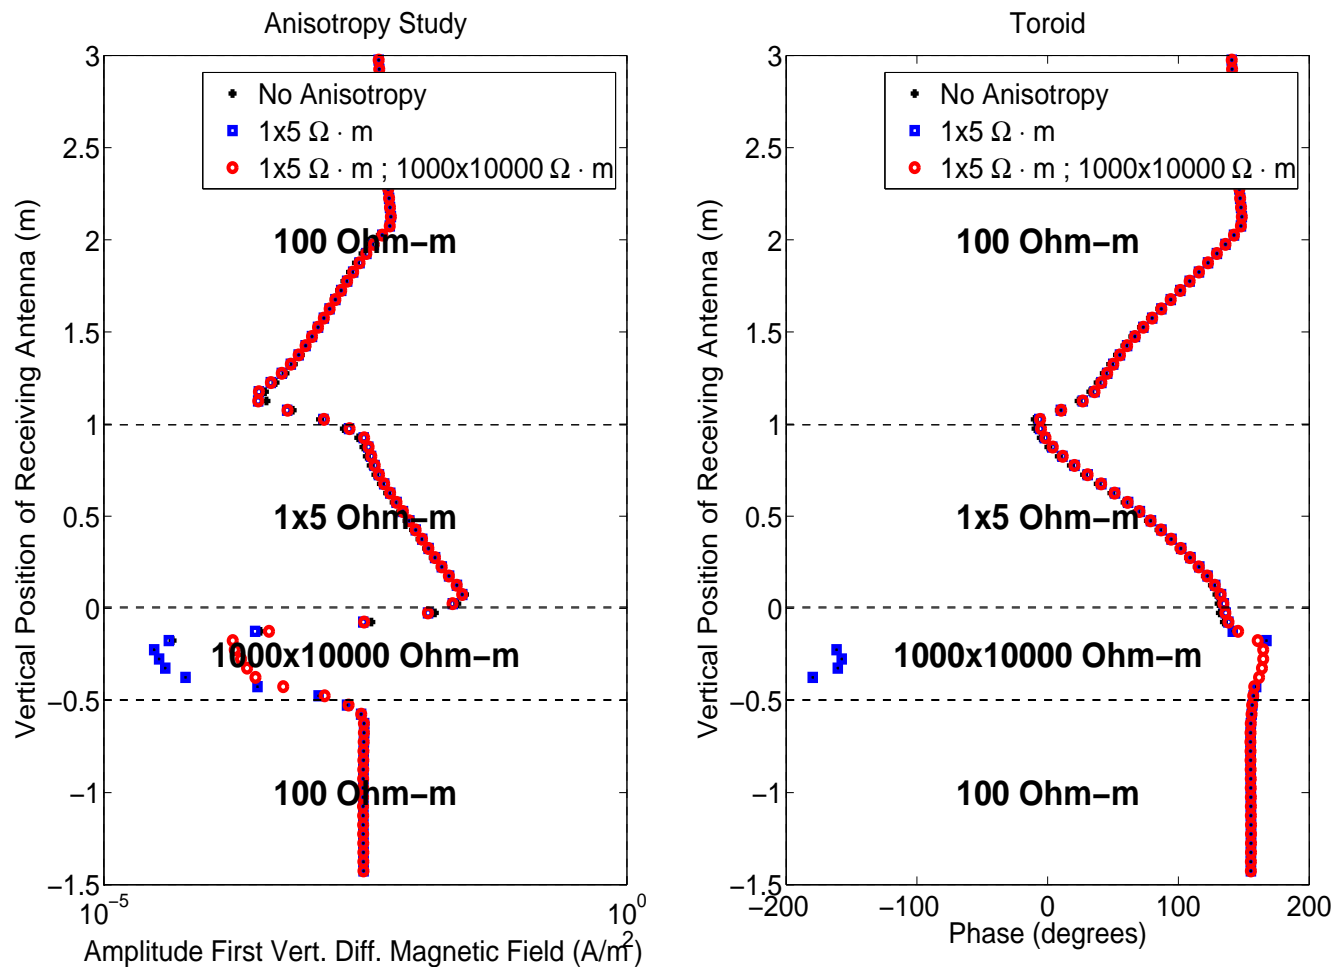 Anisotropy Study
3
2.5
2
1.5
1
0.5
0
−0.5
−1
−1.5
10^-5
10^0
Vertical Position of Receiving Antenna (m)
Amplitude First Vert. Diff. Magnetic Field (A/m^2)
No Anisotropy
1x5 Ω · m
1x5 Ω · m ; 1000x10000 Ω · m
100 Ohm−m
1x5 Ohm−m
1000x10000 Ohm−m
100 Ohm−m
Toroid
3
2.5
2
1.5
1
0.5
0
−0.5
−1
−1.5
−200
−100
0
100
200
Vertical Position of Receiving Antenna (m)
Phase (degrees)
No Anisotropy
1x5 Ω · m
1x5 Ω · m ; 1000x10000 Ω · m
100 Ohm−m
1x5 Ohm−m
1000x10000 Ohm−m
100 Ohm−m